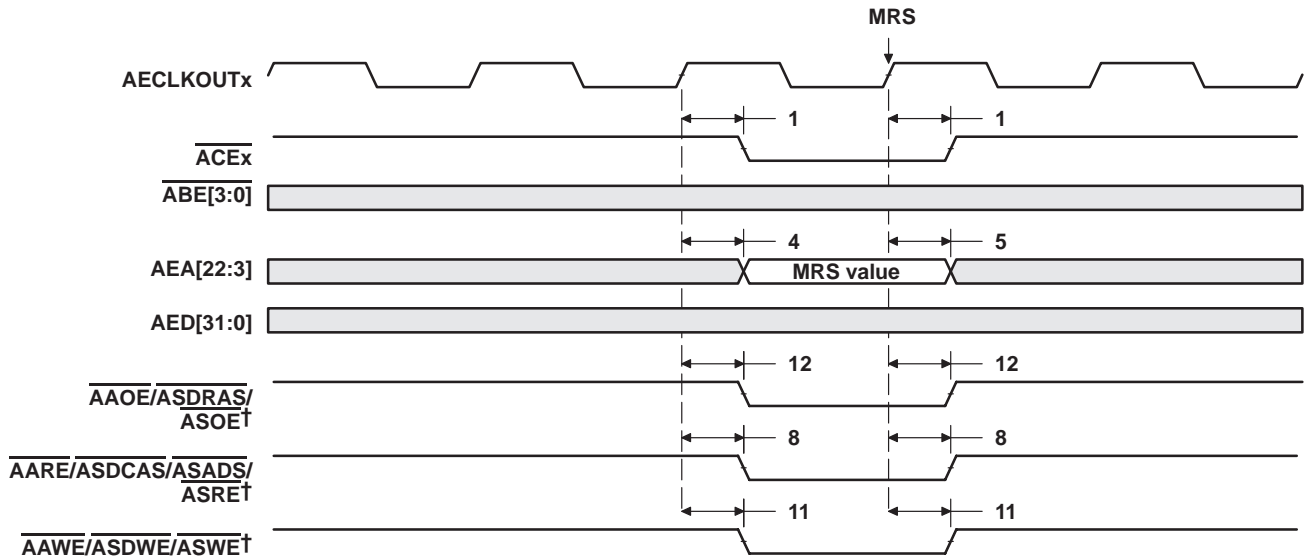 MRS
AECLKOUTx
1 1
ACEx
ABE[3:0]
4 5
AEA[22:3] MRS value
AED[31:0]
12 12
AAOE/ASDRAS/
ASOE†
8 8
AARE/ASDCAS/ASADS/
ASRE†
11 11
AAWE/ASDWE/ASWE†